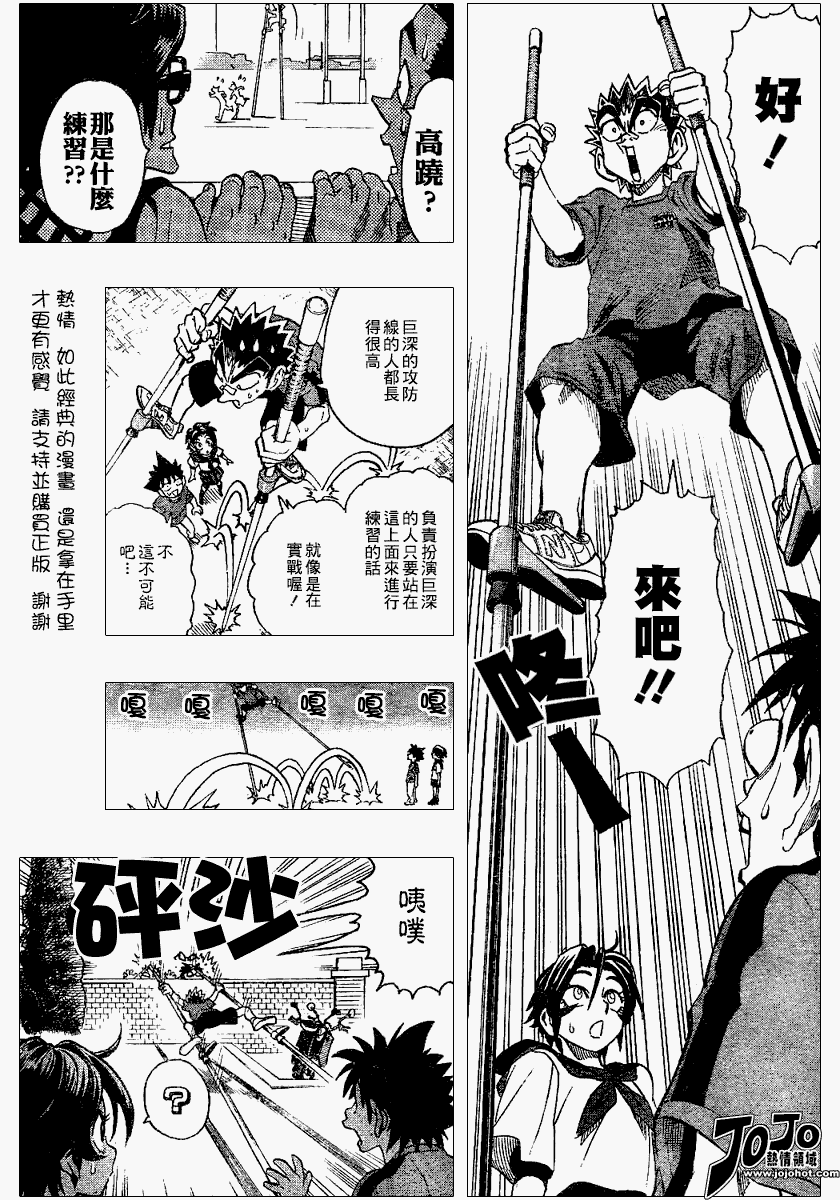 好！
來吧！！
咚ー
高蹺？
那是什麼
練習？？
巨深的攻防
線的人都長
得很高
負責扮演巨深
的人只要站在
這上面來進行
練習的話
就像是在
實戰喔！
不
這不可能
吧…
嘎
嘎
嘎
嘎
嘎
咦噗
砰沙
？
熱情 如此經典的漫畫 還是拿在手里
才更有感覺 請支持並購買正版 謝謝
JOJO
熱情領域
www.jojohot.com